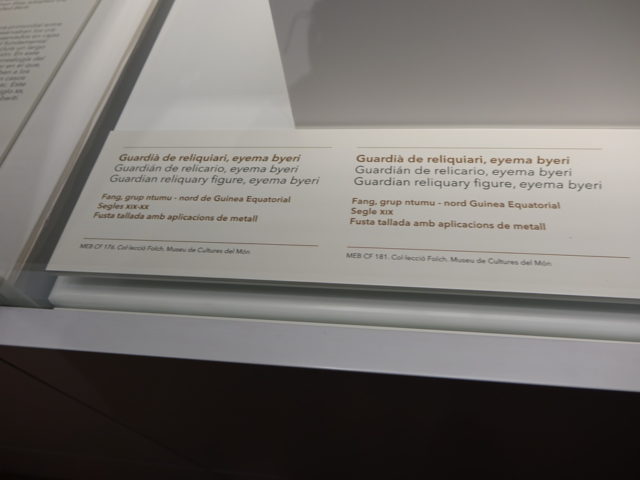 Guardià de reliquiari, eyema byeri
Guardián de relicario, eyema byeri
Guardian reliquary figure, eyema byeri
Fang, grup ntumu - nord de Guinea Equatorial
Segles XIX-XX
Fusta tallada amb aplicacions de metall
MEB CF 176. Col·lecció Folch. Museu de Cultures del Món
Guardià de reliquiari, eyema byeri
Guardián de relicario, eyema byeri
Guardian reliquary figure, eyema byeri
Fang, grup ntumu - nord de Guinea Equatorial
Segle XIX
Fusta tallada amb aplicacions de metall
MEB CF 181. Col·lecció Folch. Museu de Cultures del Món